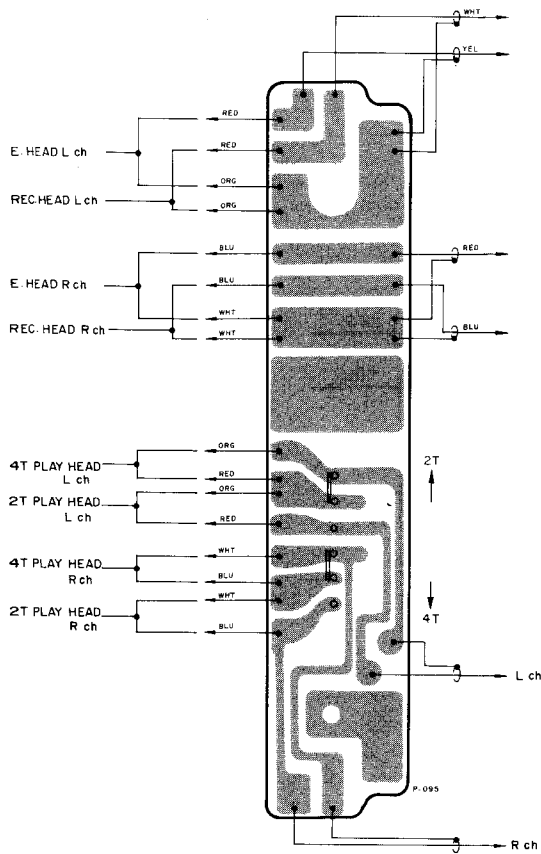 WHT
YEL
RED
RED
E. HEAD L ch
ORG
REC. HEAD L ch
ORG
BLU
RED
E. HEAD R ch
BLU
WHT
REC. HEAD R ch
BLU
WHT
ORG
2T
4T PLAY HEAD
L ch
RED
ORG
2T PLAY HEAD
L ch
RED
WHT
4T PLAY HEAD
R ch
BLU
WHT
4T
2T PLAY HEAD
R ch
BLU
L ch
P-095
R ch